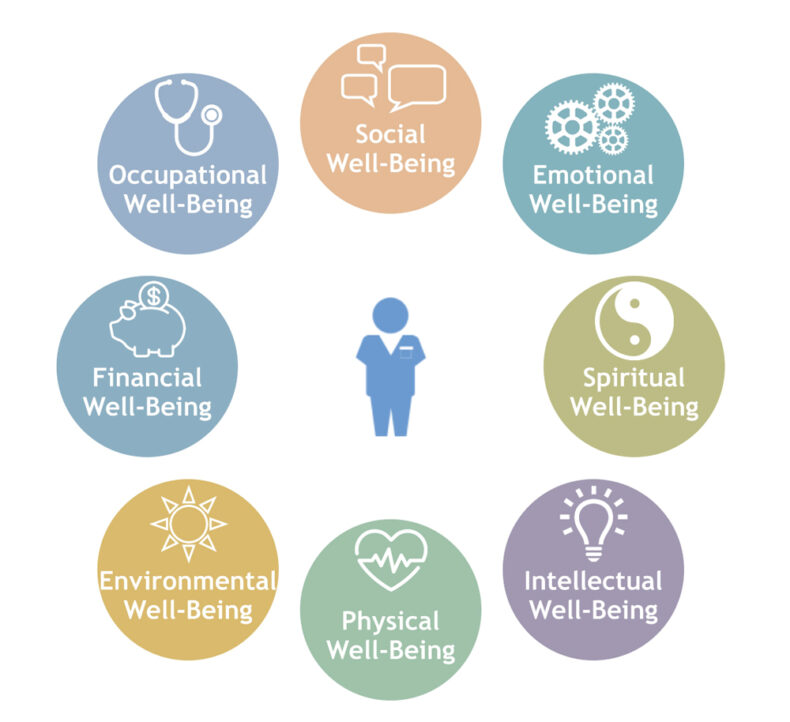 Social
Well-Being
Emotional
Well-Being
Spiritual
Well-Being
Intellectual
Well-Being
Physical
Well-Being
Environmental
Well-Being
Financial
Well-Being
$
Occupational
Well-Being